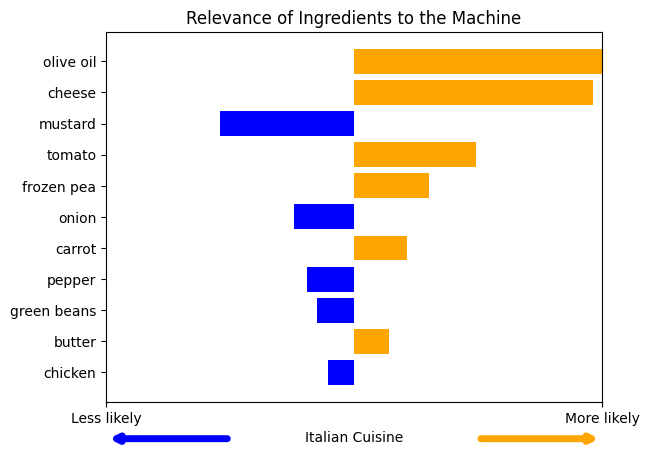 Relevance of Ingredients to the Machine
olive oil
cheese
mustard
tomato
frozen pea
onion
carrot
pepper
green beans
butter
chicken
Less likely
More likely
Italian Cuisine